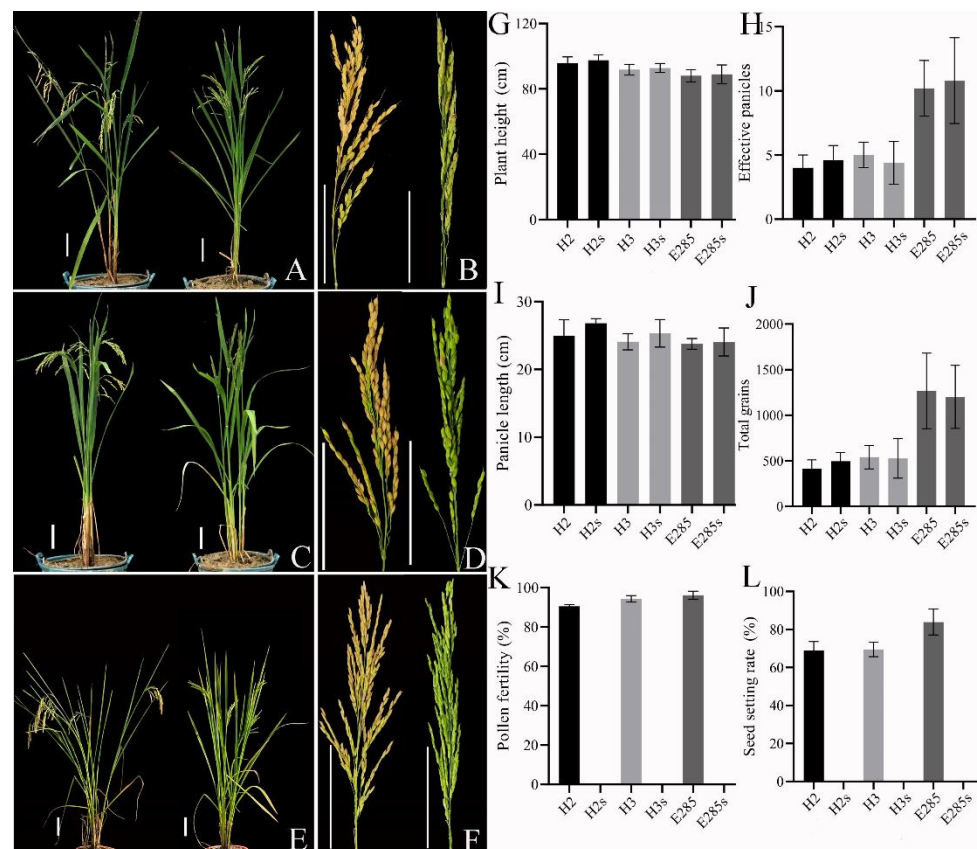 A
B
C
D
E
F
G
Plant height (cm)
120
80
40
0
H2 H2s H3 H3s E285 E285s
H
Effective panicles
15
10
5
0
H2 H2s H3 H3s E285 E285s
I
Panicle length (cm)
30
20
10
0
H2 H2s H3 H3s E285 E285s
J
Total grains
2000
1500
1000
500
0
H2 H2s H3 H3s E285 E285s
K
Pollen fertility (%)
100
80
60
40
20
0
H2 H2s H3 H3s E285 E285s
L
Seed setting rate (%)
100
80
60
40
20
0
H2 H2s H3 H3s E285 E285s